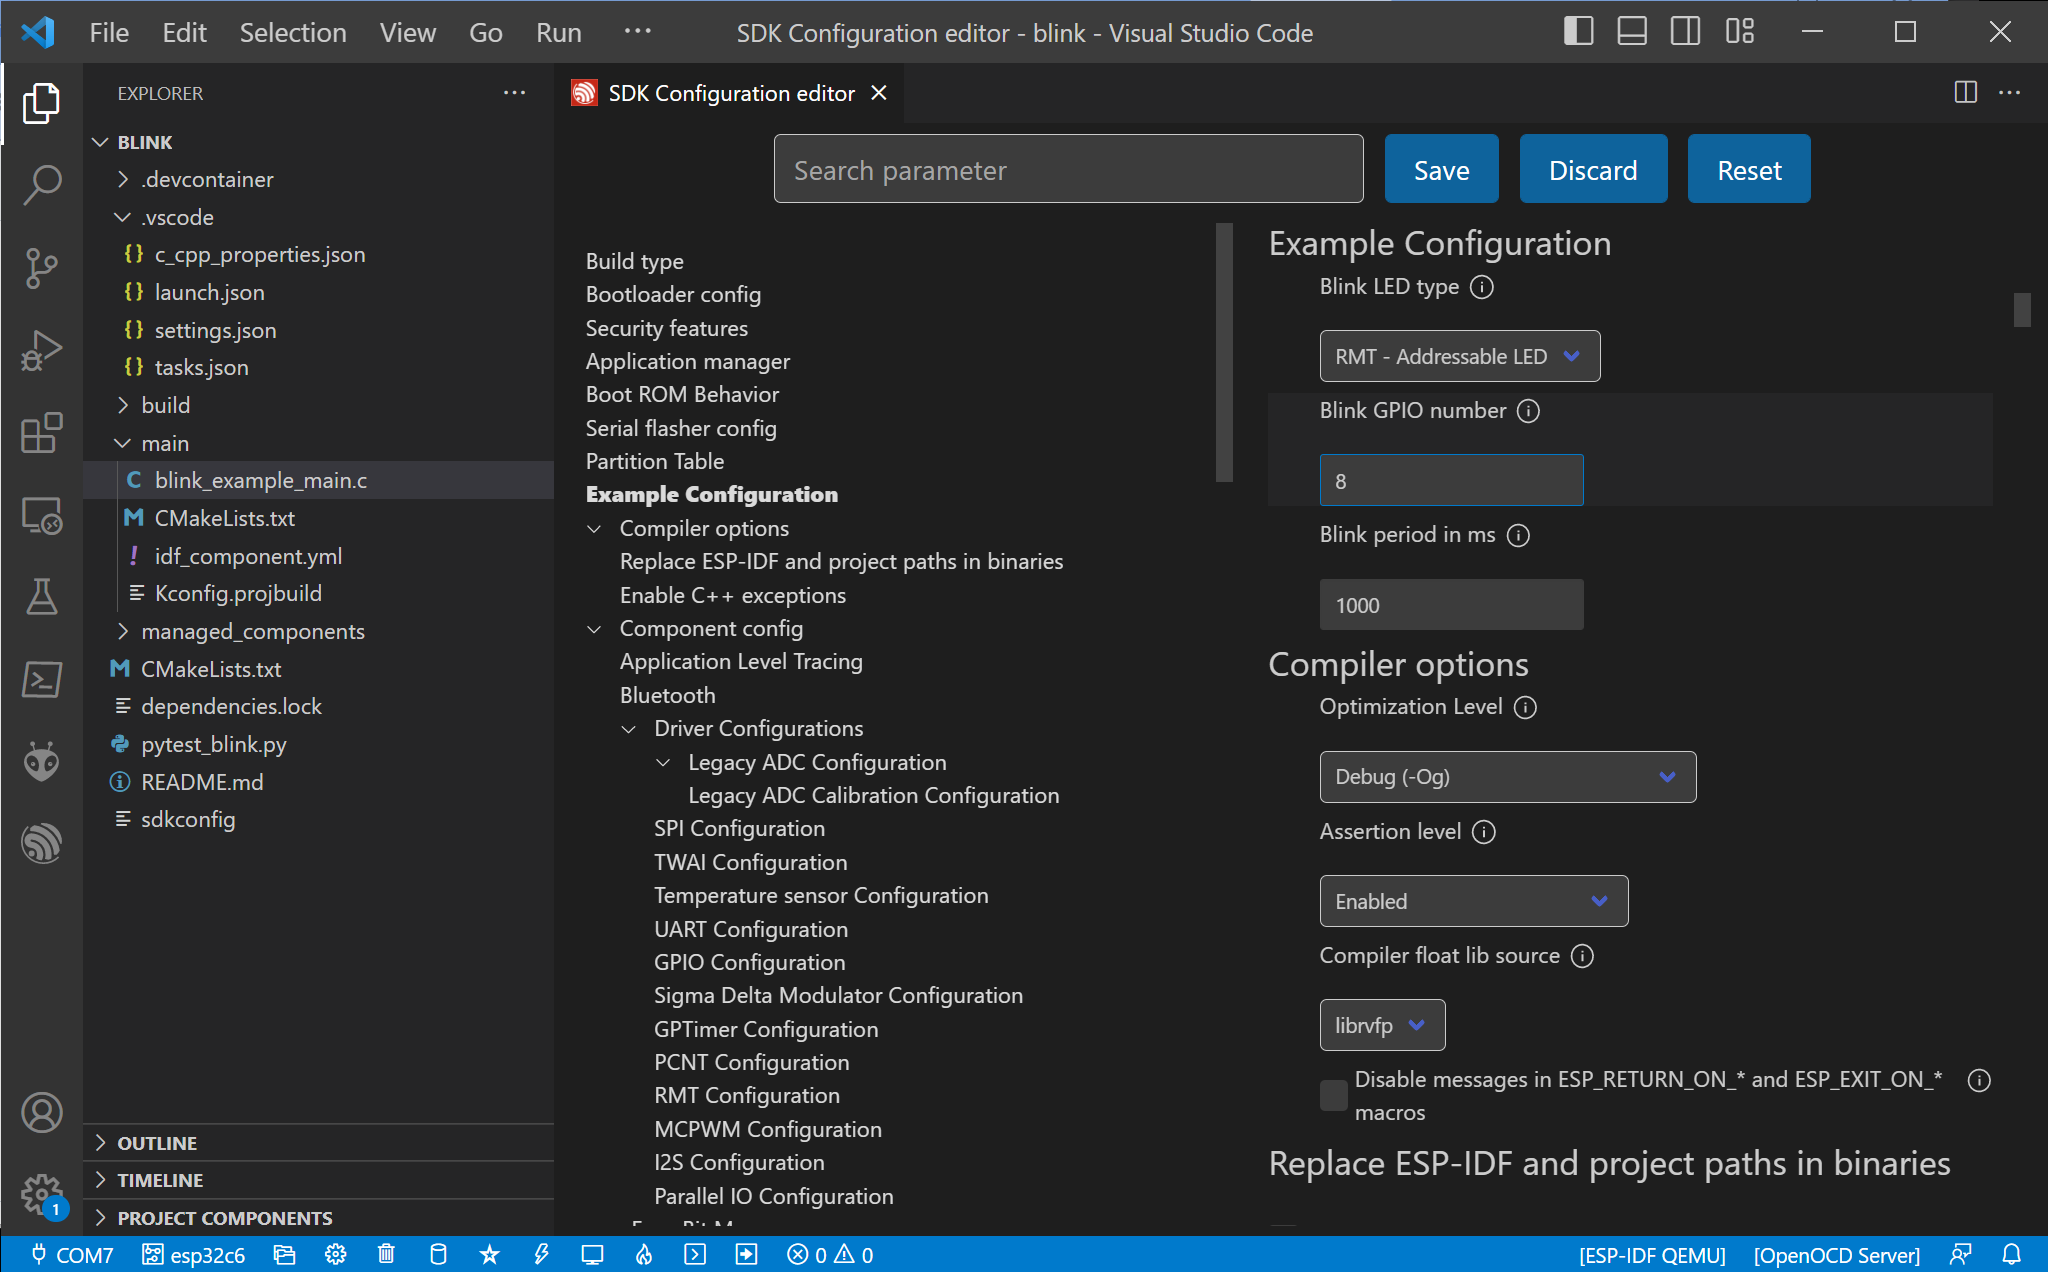 File Edit Selection View Go Run ··· SDK Configuration editor - blink - Visual Studio Code
EXPLORER
BLINK
.devcontainer
.vscode
{} c_cpp_properties.json
{} launch.json
{} settings.json
{} tasks.json
build
main
C blink_example_main.c
M CMakeLists.txt
! idf_component.yml
Kconfig.projbuild
managed_components
M CMakeLists.txt
dependencies.lock
pytest_blink.py
README.md
sdkconfig
OUTLINE
TIMELINE
PROJECT COMPONENTS
1
SDK Configuration editor
Search parameter
Save Discard Reset
Build type
Bootloader config
Security features
Application manager
Boot ROM Behavior
Serial flasher config
Partition Table
Example Configuration
Compiler options
Replace ESP-IDF and project paths in binaries
Enable C++ exceptions
Component config
Application Level Tracing
Bluetooth
Driver Configurations
Legacy ADC Configuration
Legacy ADC Calibration Configuration
SPI Configuration
TWAI Configuration
Temperature sensor Configuration
UART Configuration
GPIO Configuration
Sigma Delta Modulator Configuration
GPTimer Configuration
PCNT Configuration
RMT Configuration
MCPWM Configuration
I2S Configuration
Parallel IO Configuration
Example Configuration
Blink LED type
RMT - Addressable LED
Blink GPIO number
8
Blink period in ms
1000
Compiler options
Optimization Level
Debug (-Og)
Assertion level
Enabled
Compiler float lib source
librvfp
Disable messages in ESP_RETURN_ON_* and ESP_EXIT_ON_*
macros
Replace ESP-IDF and project paths in binaries
COM7 esp32c6 0 0 [ESP-IDF QEMU] [OpenOCD Server]